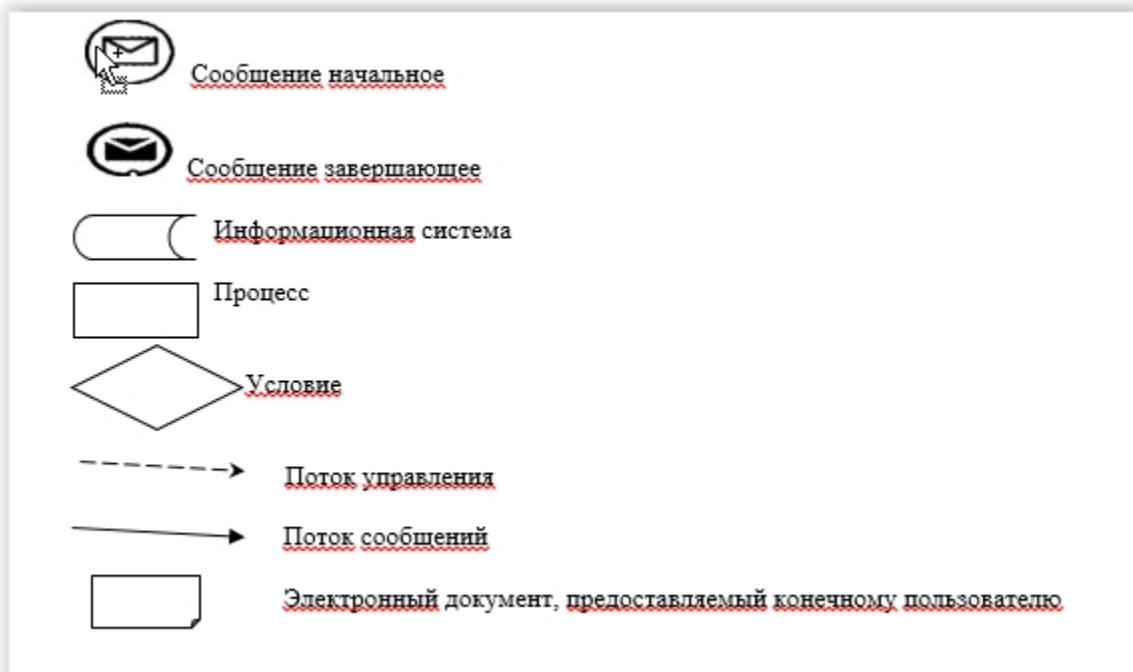 Сообщение начальное
Сообщение завершающее
Информационная система
Процесс
Условие
Поток управления
Поток сообщений
Электронный документ, предоставляемый конечному пользователю